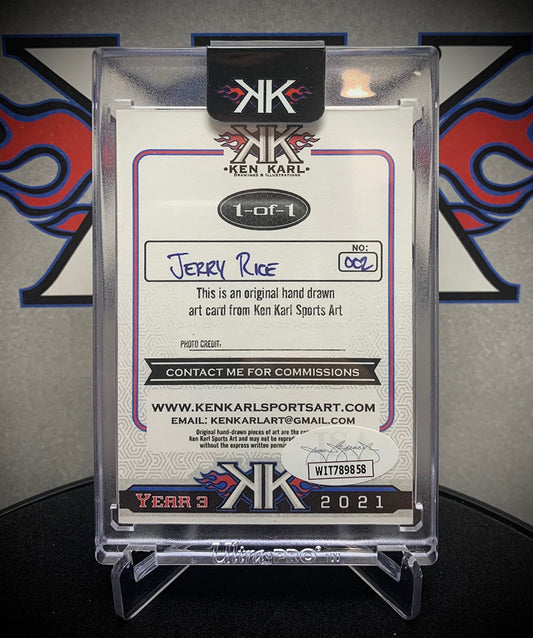 KK
KK
·KEN KARL·
DRAWINGS & ILLUSTRATIONS
1-of-1
NO:
JERRY RICE 002
This is an original hand drawn
art card from Ken Karl Sports Art
PHOTO CREDIT:
CONTACT ME FOR COMMISSIONS
WWW.KENKARLSPORTSART.COM
EMAIL: KENKARLART@GMAIL.COM
Original hand-drawn pieces of art are the
Ken Karl Sports Art and may not be
without the express written
WIT789858
YEAR 3 KK 2021
Ultra·PRO